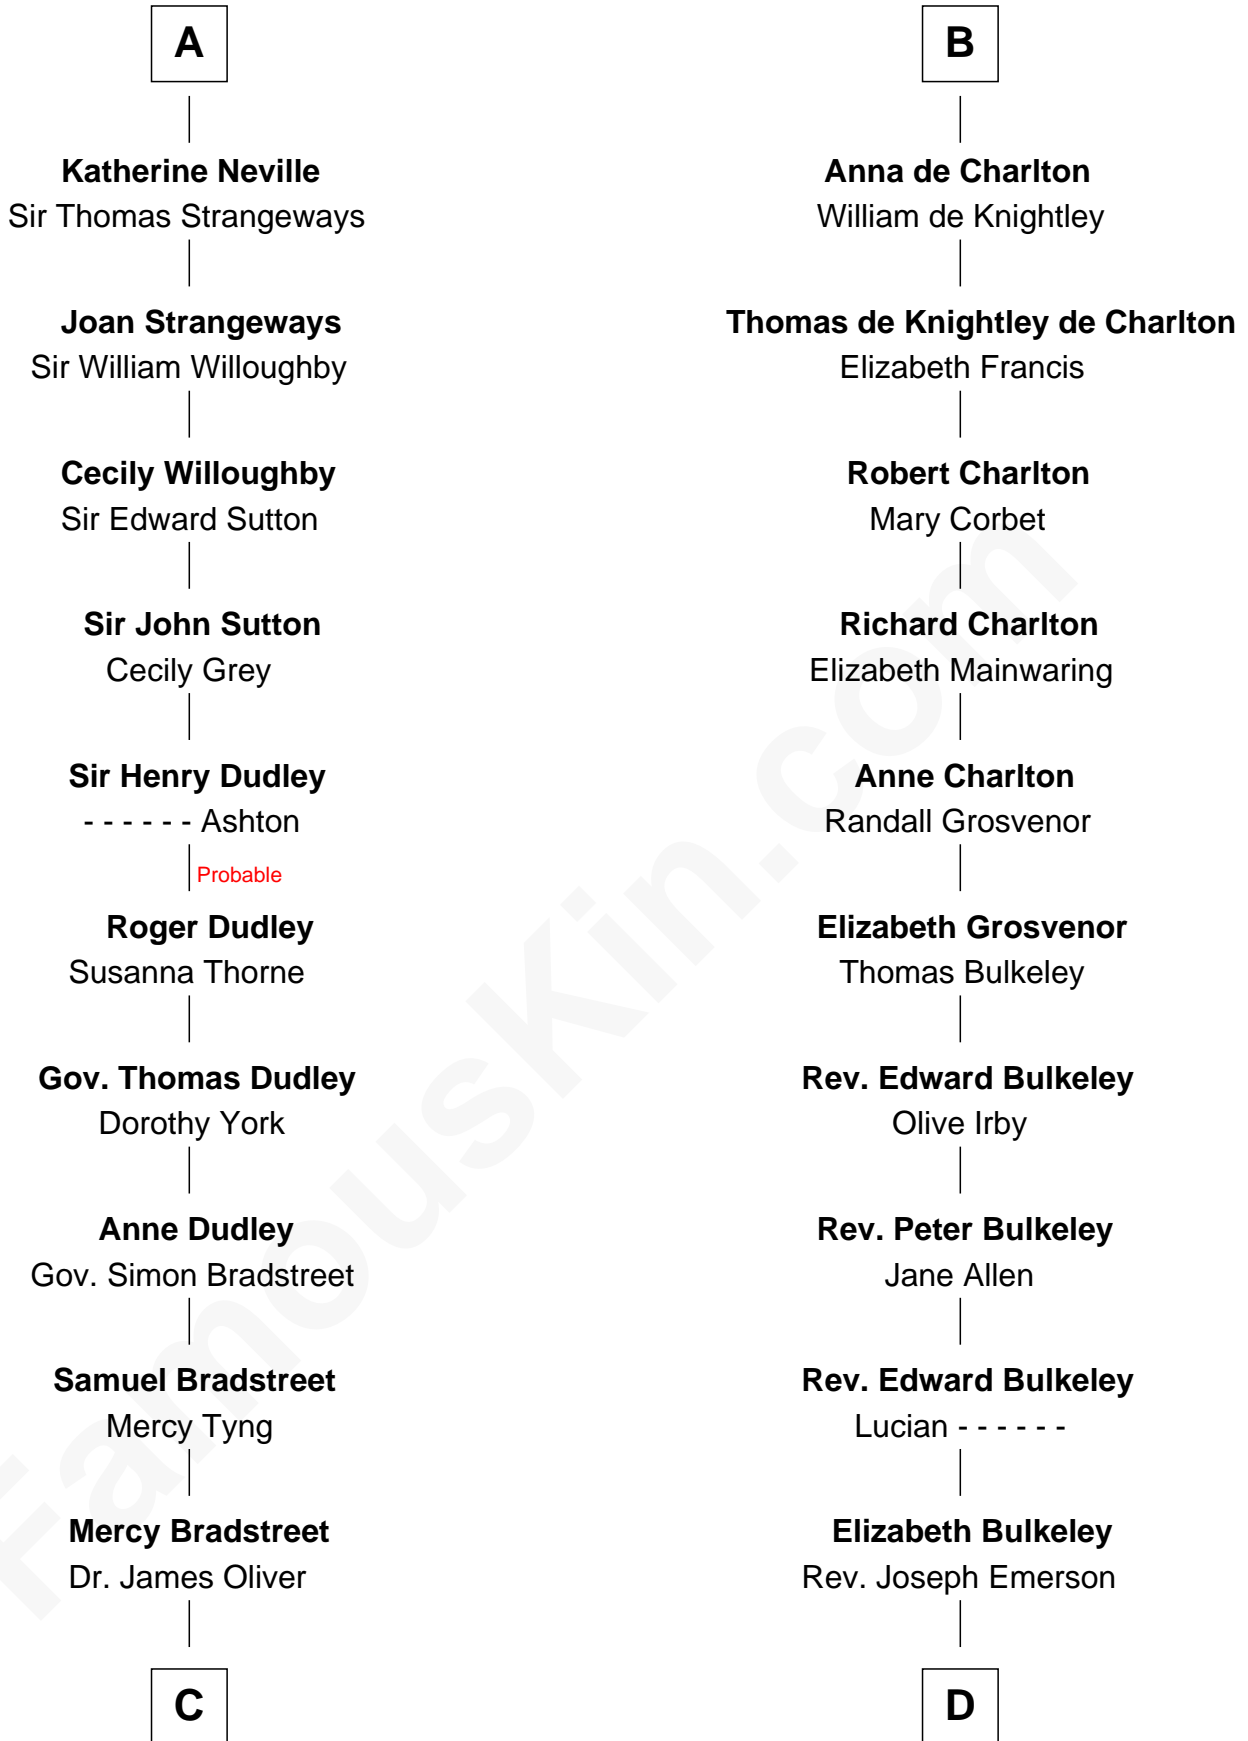 A
Katherine Neville
Sir Thomas Strangeways
Joan Strangeways
Sir William Willoughby
Cecily Willoughby
Sir Edward Sutton
Sir John Sutton
Cecily Grey
Sir Henry Dudley
- - - - - - Ashton
Probable
Roger Dudley
Susanna Thorne
Gov. Thomas Dudley
Dorothy York
Anne Dudley
Gov. Simon Bradstreet
Samuel Bradstreet
Mercy Tyng
Mercy Bradstreet
Dr. James Oliver
C
B
Anna de Charlton
William de Knightley
Thomas de Knightley de Charlton
Elizabeth Francis
Robert Charlton
Mary Corbet
Richard Charlton
Elizabeth Mainwaring
Anne Charlton
Randall Grosvenor
Elizabeth Grosvenor
Thomas Bulkeley
Rev. Edward Bulkeley
Olive Irby
Rev. Peter Bulkeley
Jane Allen
Rev. Edward Bulkeley
Lucian - - - - - -
Elizabeth Bulkeley
Rev. Joseph Emerson
D
FamousKin.com